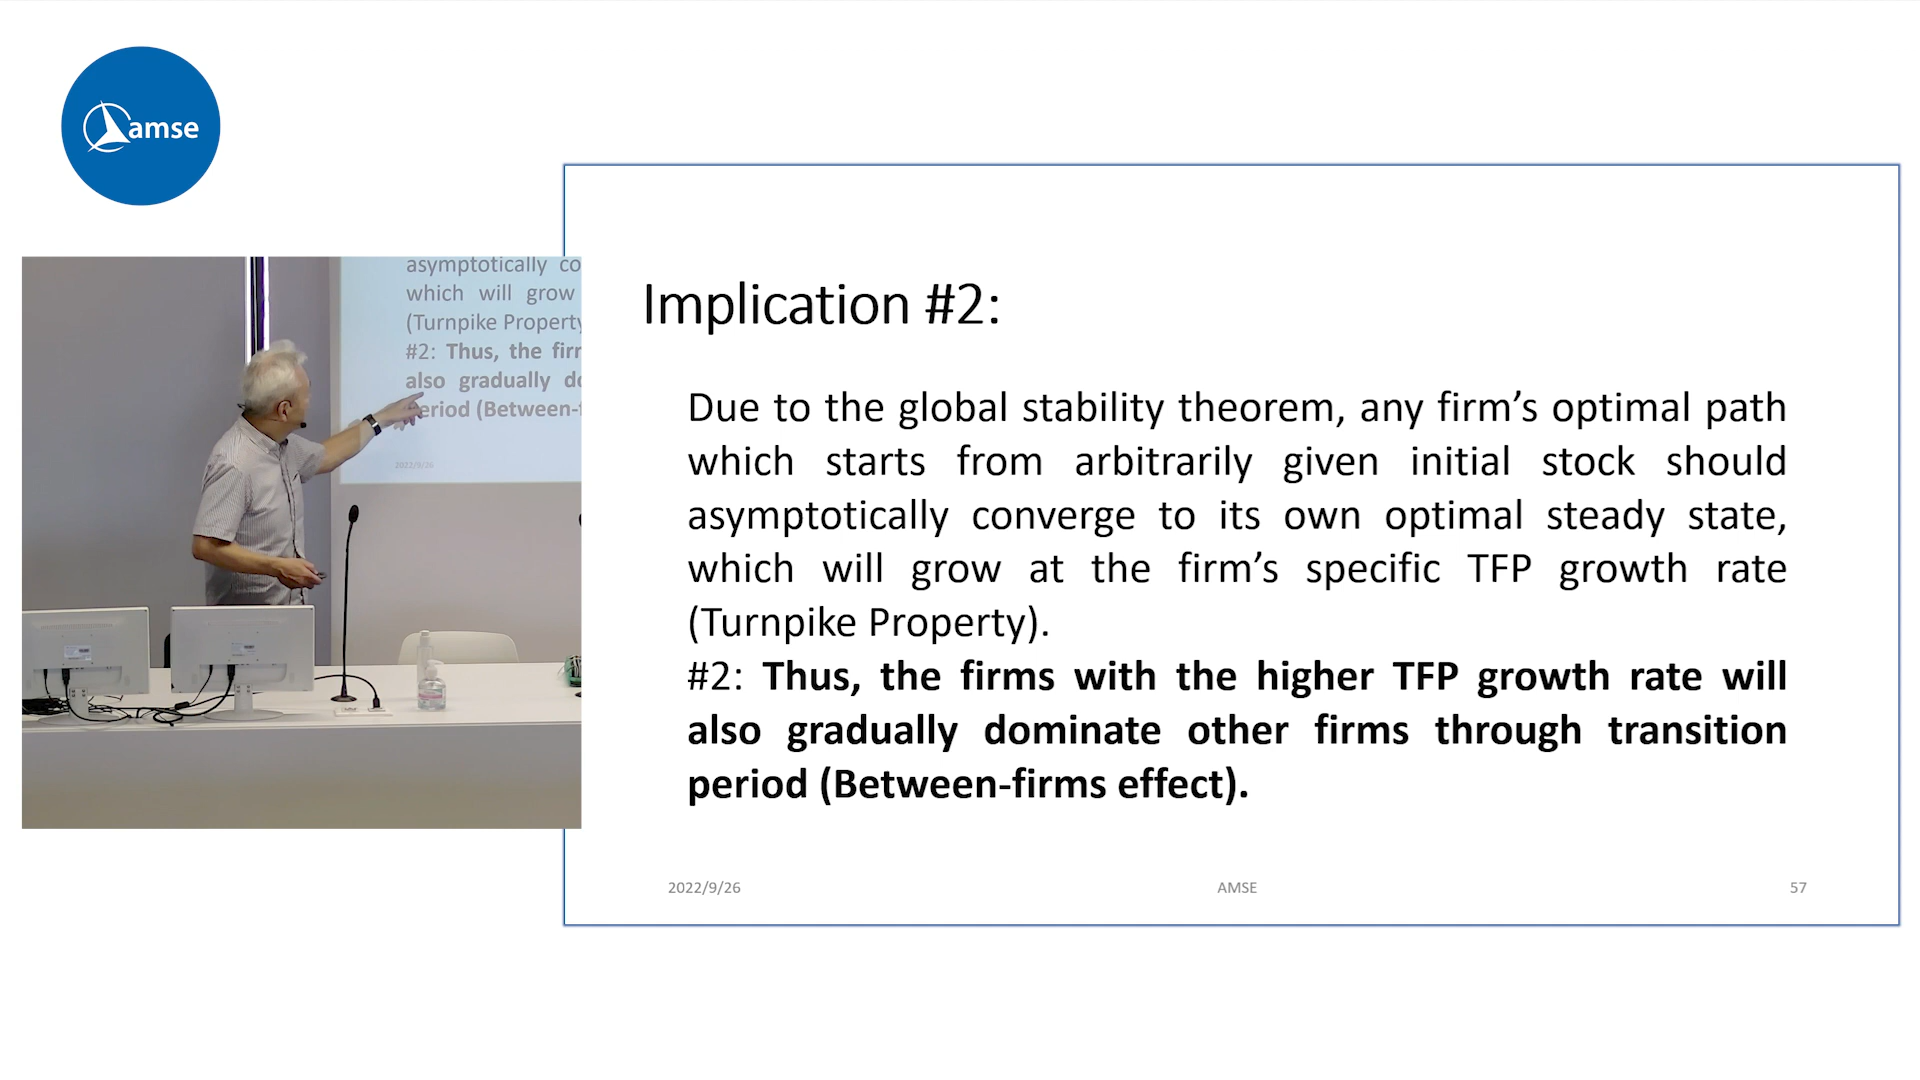 amse
asymptotically co
which will grow
(Turnpike Property
#2: Thus, the firm
also gradually do
period (Between-f
2022/9/26
Implication #2:
Due to the global stability theorem, any firm’s optimal path
which starts from arbitrarily given initial stock should
asymptotically converge to its own optimal steady state,
which will grow at the firm’s specific TFP growth rate
(Turnpike Property).
#2: Thus, the firms with the higher TFP growth rate will
also gradually dominate other firms through transition
period (Between-firms effect).
2022/9/26
AMSE
57